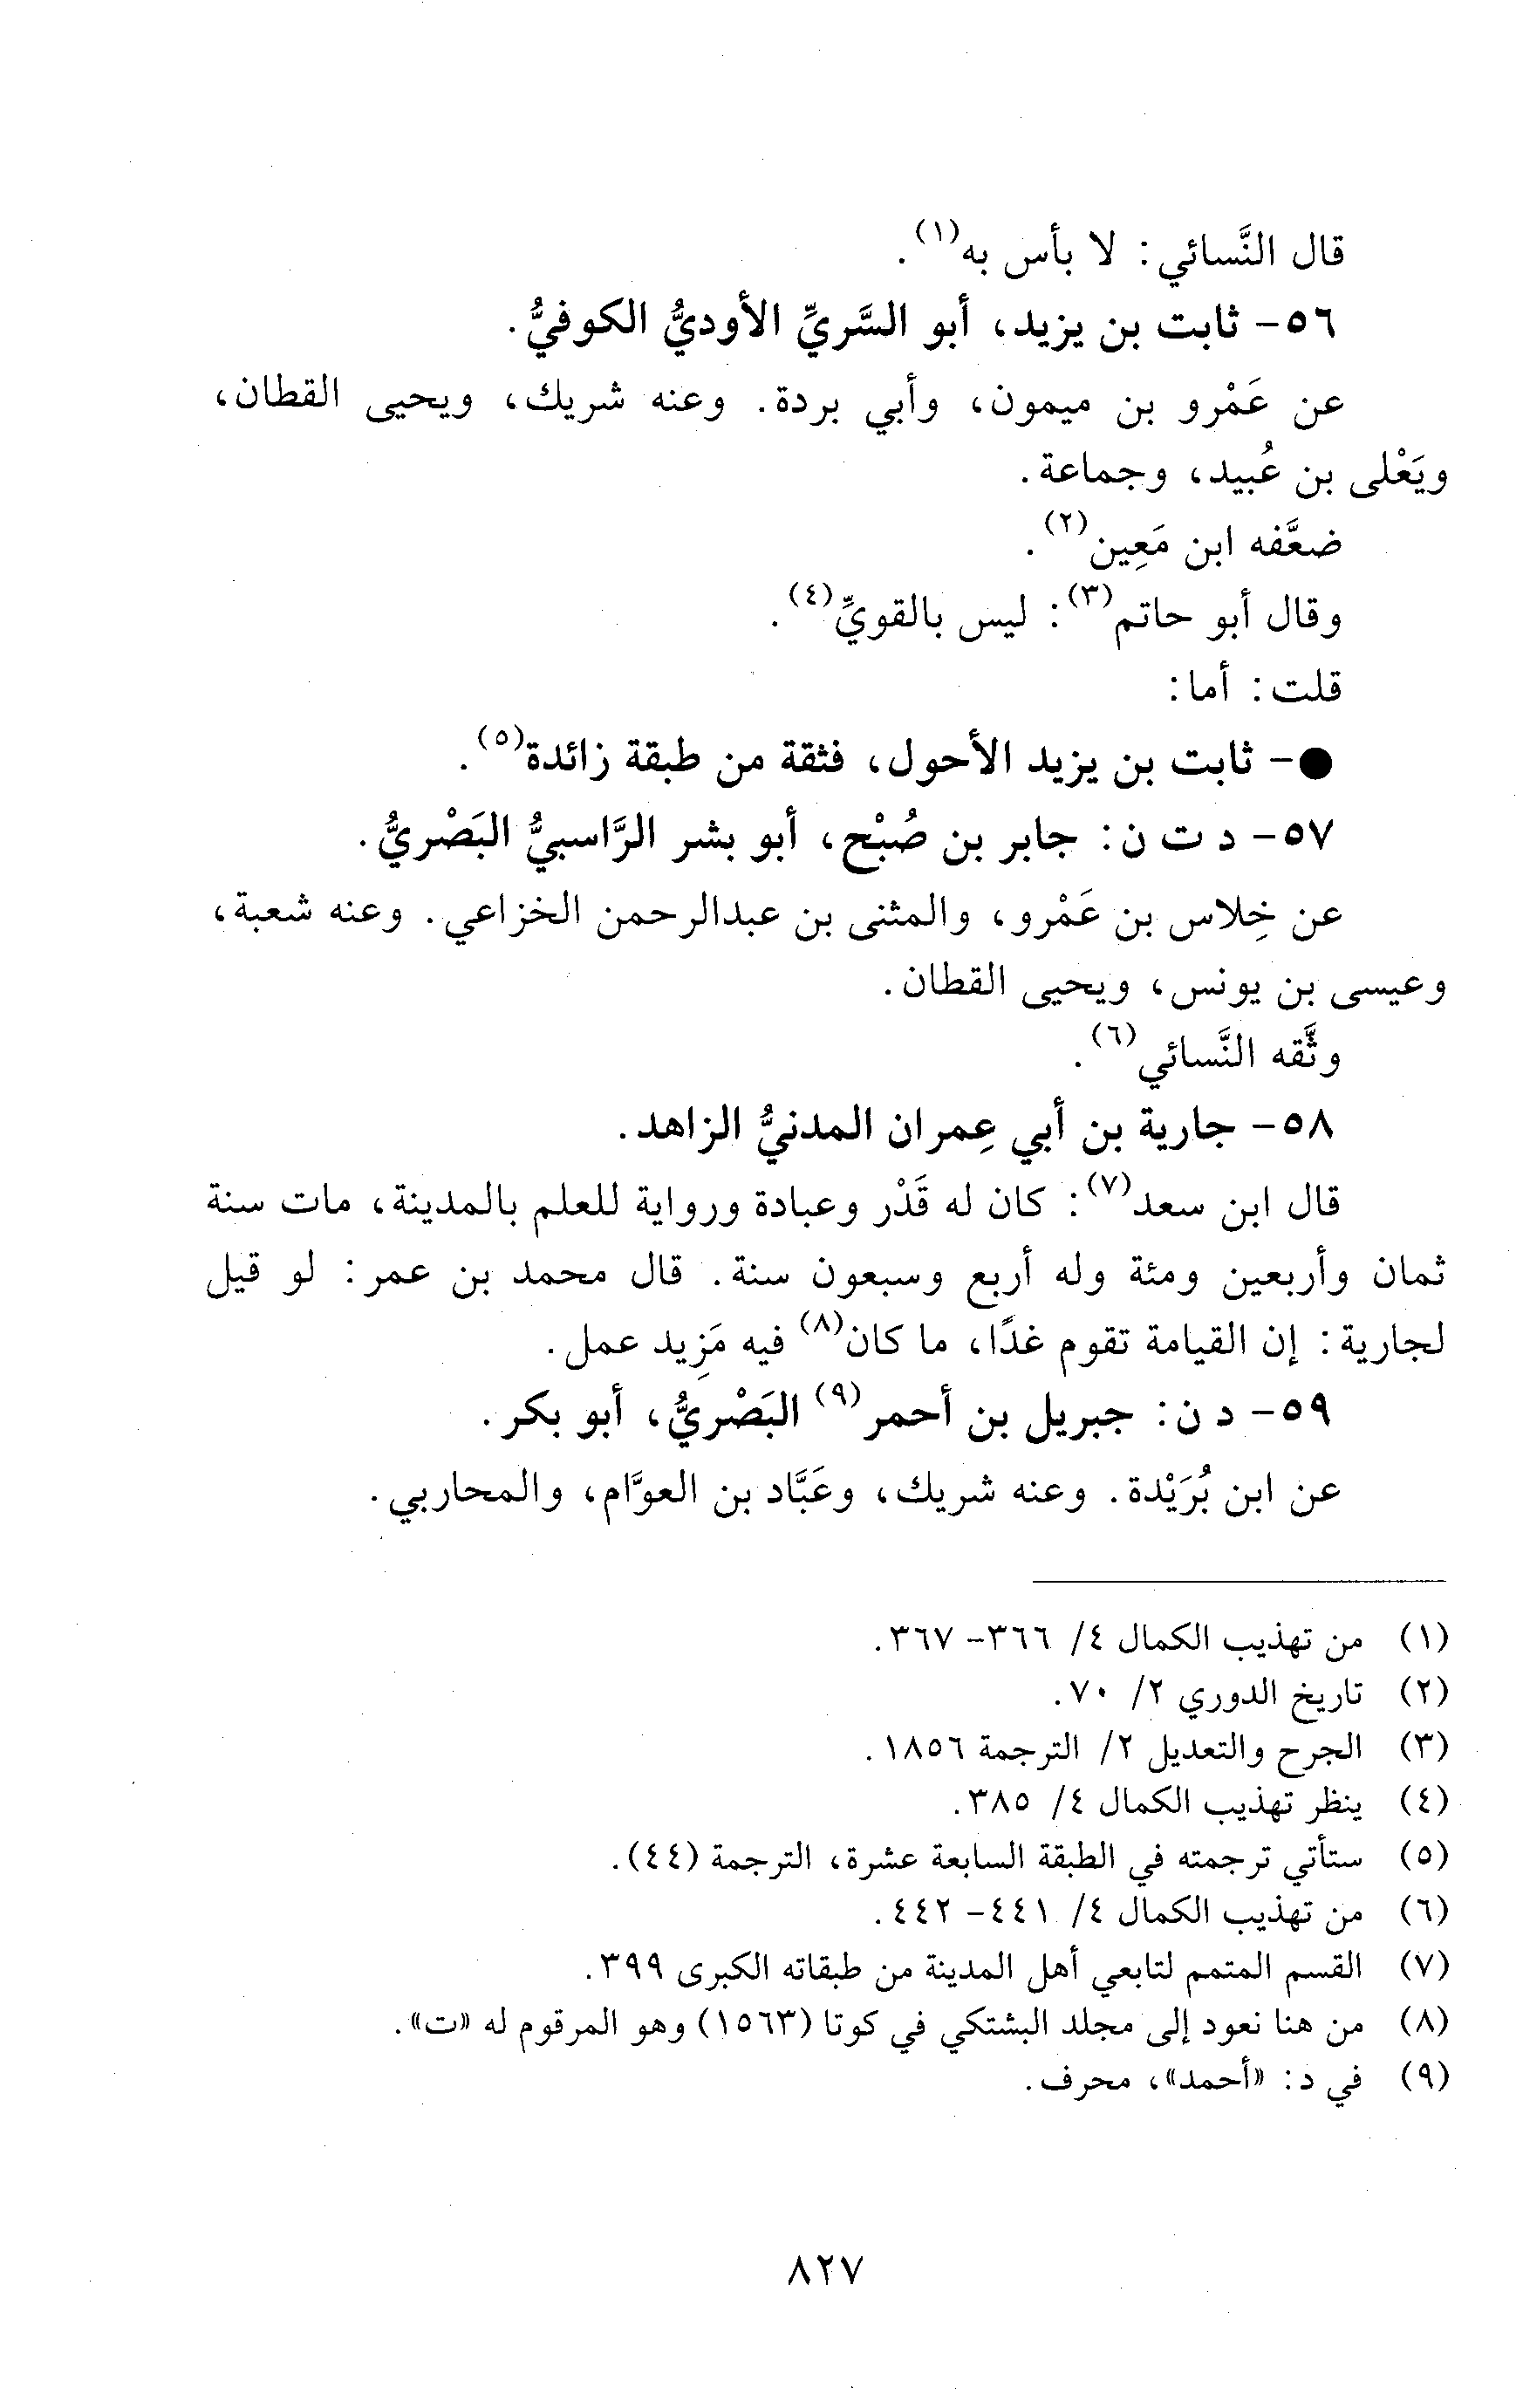 قال النَّسائي: لا بأس به(١).
٥٦- ثابت بن يزيد، أبو السَّريِّ الأوديُّ الكوفيُّ.
عن عَمْرو بن ميمون، وأبي بردة. وعنه شريك، ويحيى القطان،
ويَعْلى بن عُبيد، وجماعة.
ضعَّفه ابن مَعِين(٢).
وقال أبو حاتم(٣): ليس بالقويِّ(٤).
قلت: أما:
●- ثابت بن يزيد الأحول، فثقة من طبقة زائدة(٥).
٥٧- د ت ن: جابر بن صُبْح، أبو بشر الرَّاسبيُّ البَصْريُّ.
عن خِلاس بن عَمْرو، والمثنى بن عبدالرحمن الخزاعي. وعنه شعبة،
وعيسى بن يونس، ويحيى القطان.
وثَّقه النَّسائي(٦).
٥٨- جارية بن أبي عِمران المدنيُّ الزاهد.
قال ابن سعد(٧): كان له قَدْر وعبادة ورواية للعلم بالمدينة، مات سنة
ثمان وأربعين ومئة وله أربع وسبعون سنة. قال محمد بن عمر: لو قيل
لجارية: إن القيامة تقوم غدًا، ما كان(٨) فيه مَزِيد عمل.
٥٩- د ن: جبريل بن أحمر(٩) البَصْريُّ، أبو بكر.
عن ابن بُرَيْدة. وعنه شريك، وعَبَّاد بن العوَّام، والمحاربي.
(١) من تهذيب الكمال ٤/ ٣٦٦- ٣٦٧.
(٢) تاريخ الدوري ٢/ ٧٠.
(٣) الجرح والتعديل ٢/ الترجمة ١٨٥٦.
(٤) ينظر تهذيب الكمال ٤/ ٣٨٥.
(٥) ستأتي ترجمته في الطبقة السابعة عشرة، الترجمة (٤٤).
(٦) من تهذيب الكمال ٤/ ٤٤١- ٤٤٢.
(٧) القسم المتمم لتابعي أهل المدينة من طبقاته الكبرى ٣٩٩.
(٨) من هنا نعود إلى مجلد البشتكي في كوتا (١٥٦٣) وهو المرقوم له «ت».
(٩) في د: «أحمد»، محرف.
٨٢٧